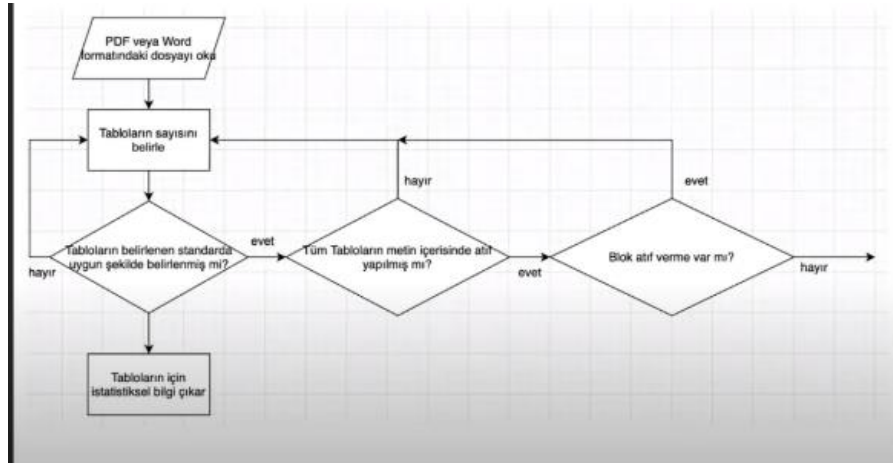 PDF veya Word
formatındaki dosyayı oku
Tabloların sayısını
belirle
hayır
evet
Tabloların belirlenen standarda
uygun şekilde belirlenmiş mi?
evet
Tüm Tabloların metin içerisinde atıf
yapılmış mı?
Blok atıf verme var mı?
hayır
evet
hayır
Tabloların için
istatistiksel bilgi çıkar